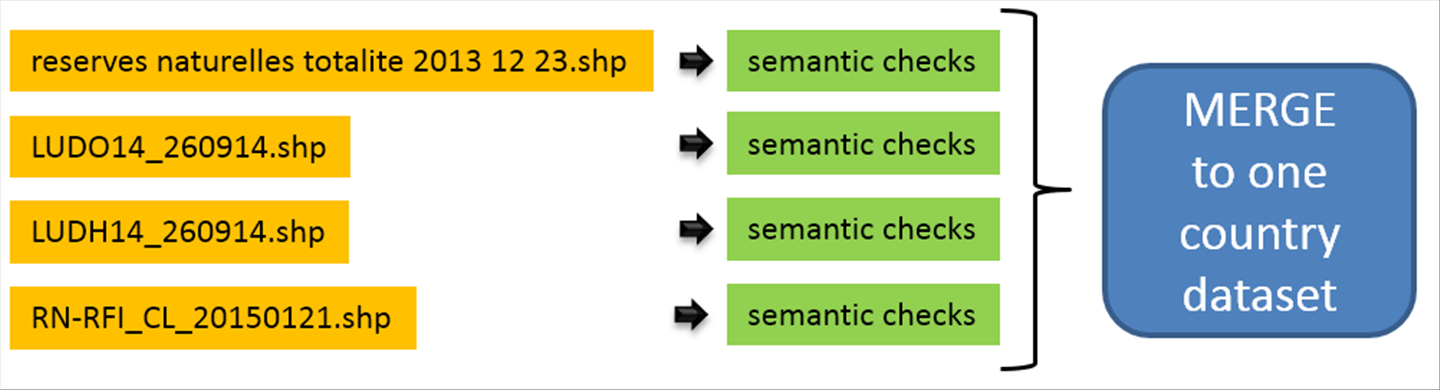 reserves naturelles totalite 2013 12 23.shp
semantic checks
LUDO14_260914.shp
semantic checks
LUDH14_260914.shp
semantic checks
RN-RFI_CL_20150121.shp
semantic checks
MERGE
to one
country
dataset